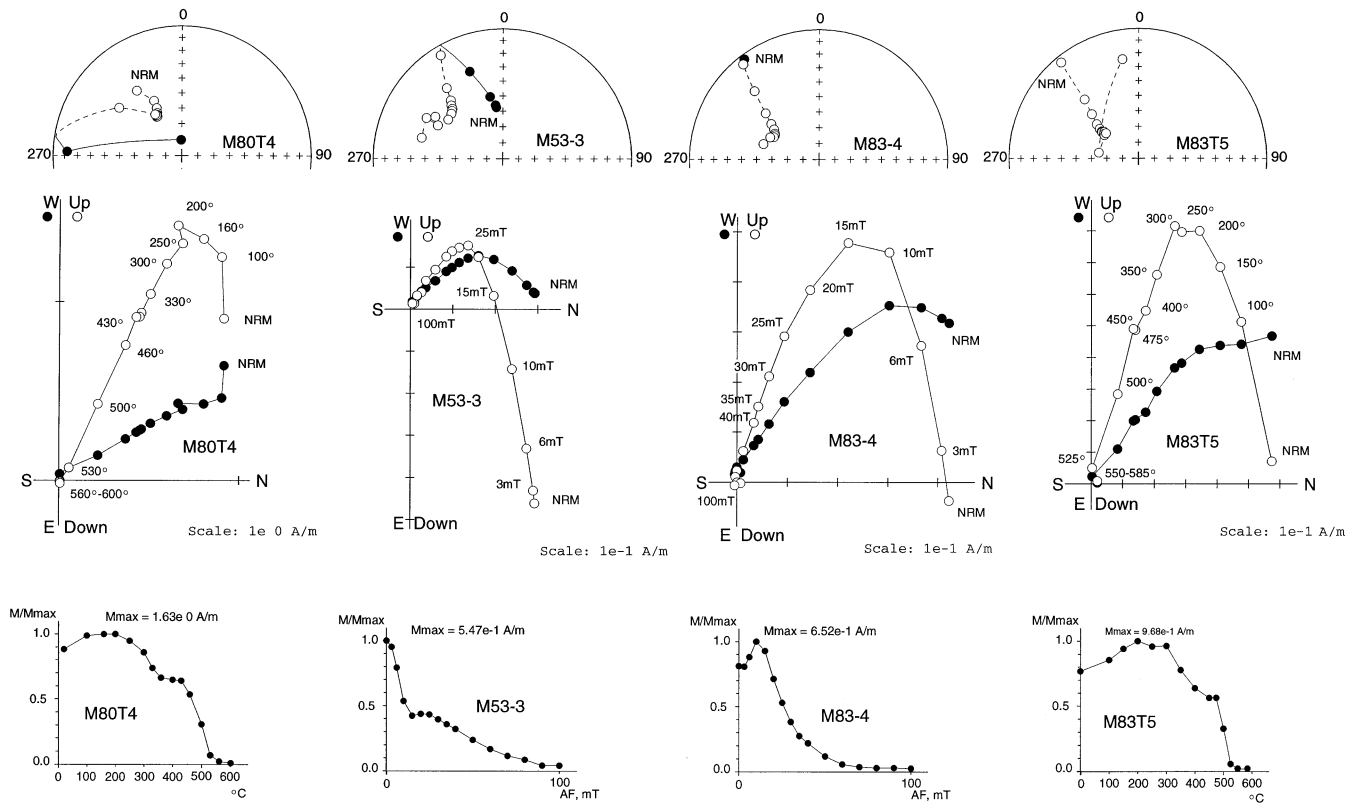 0
NRM
M80T4
270
90
0
NRM
M53-3
270
90
0
NRM
M83-4
270
90
0
NRM
M83T5
270
90
W Up
200°
160°
250°
100°
300°
330°
430°
NRM
460°
NRM
500°
M80T4
530°
S
N
560°-600°
E Down
Scale: 1e 0 A/m
W Up
25mT
NRM
15mT
S
N
100mT
10mT
M53-3
6mT
3mT
NRM
E Down
Scale: 1e-1 A/m
W Up
15mT
10mT
20mT
25mT
NRM
6mT
30mT
35mT
40mT
M83-4
3mT
S
N
100mT
NRM
E Down
Scale: 1e-1 A/m
W Up
250°
300°
200°
350°
150°
400°
100°
450°
475°
NRM
500°
M83T5
NRM
525°
550-585°
S
N
E Down
Scale: 1e-1 A/m
M/Mmax
Mmax = 1.63e 0 A/m
1.0
0.5
M80T4
0.0
0 100 200 300 400 500 600
°C
M/Mmax
Mmax = 5.47e-1 A/m
1.0
M53-3
0.5
0.0
0 100
AF, mT
M/Mmax
Mmax = 6.52e-1 A/m
1.0
0.5
M83-4
0.0
0 100
AF, mT
M/Mmax
Mmax = 9.68e-1 A/m
1.0
0.5
M83T5
0.0
0 100 200 300 400 500 600
°C